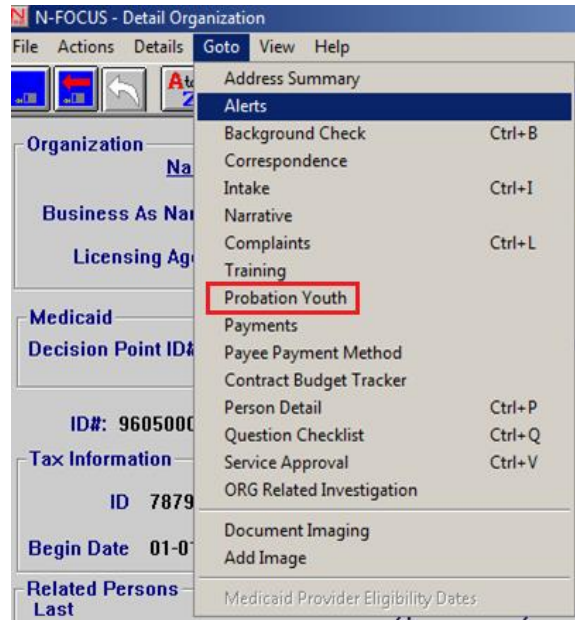 N-FOCUS - Detail Organization
File Actions Details Goto View Help
Address Summary
Alerts
Background Check Ctrl+B
Correspondence
Intake Ctrl+I
Narrative
Complaints Ctrl+L
Training
Probation Youth
Payments
Payee Payment Method
Contract Budget Tracker
Person Detail Ctrl+P
Question Checklist Ctrl+Q
Service Approval Ctrl+V
ORG Related Investigation
Document Imaging
Add Image
Medicaid Provider Eligibility Dates
Organization
Na
Business As Nar
Licensing Age
Medicaid
Decision Point ID#
ID#: 9605000
Tax Information
ID 7879
Begin Date 01-0
Related Persons
Last